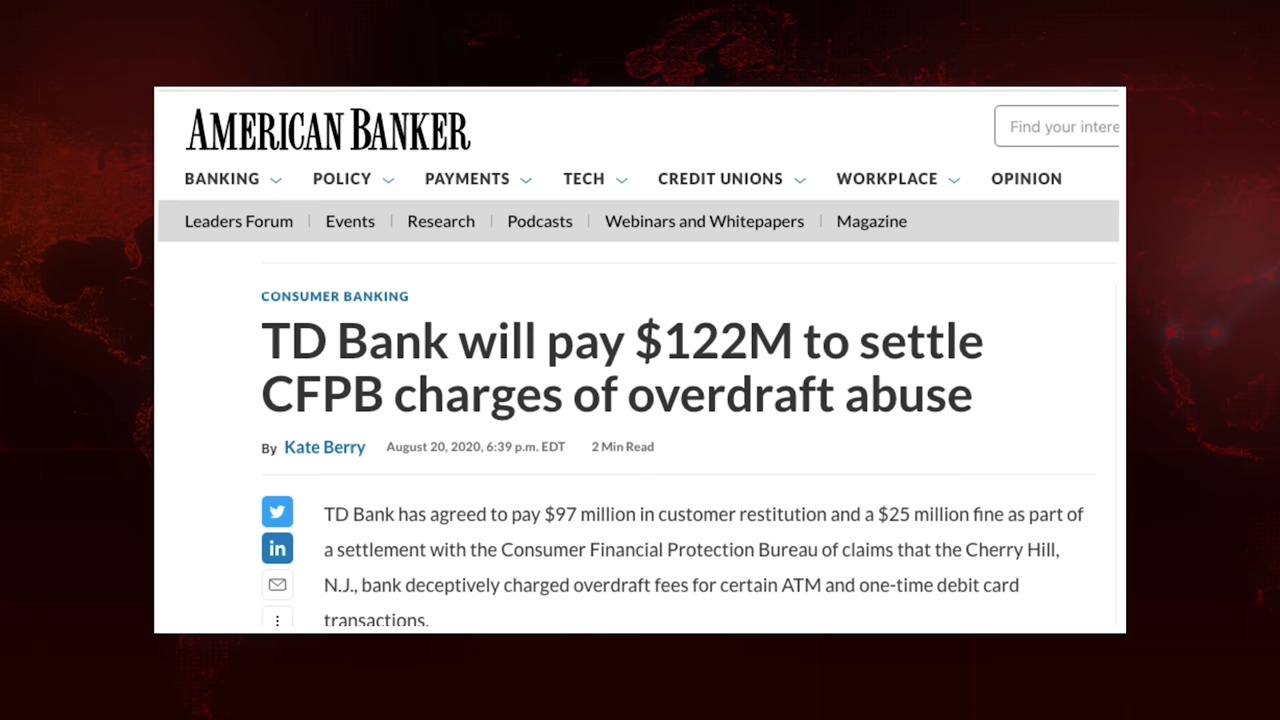 AMERICAN BANKER
Find your intere
BANKING POLICY PAYMENTS TECH CREDIT UNIONS WORKPLACE OPINION
Leaders Forum | Events | Research | Podcasts | Webinars and Whitepapers | Magazine
CONSUMER BANKING
TD Bank will pay $122M to settle
CFPB charges of overdraft abuse
By Kate Berry August 20, 2020, 6:39 p.m. EDT 2 Min Read
TD Bank has agreed to pay $97 million in customer restitution and a $25 million fine as part of
a settlement with the Consumer Financial Protection Bureau of claims that the Cherry Hill,
N.J., bank deceptively charged overdraft fees for certain ATM and one-time debit card
transactions.